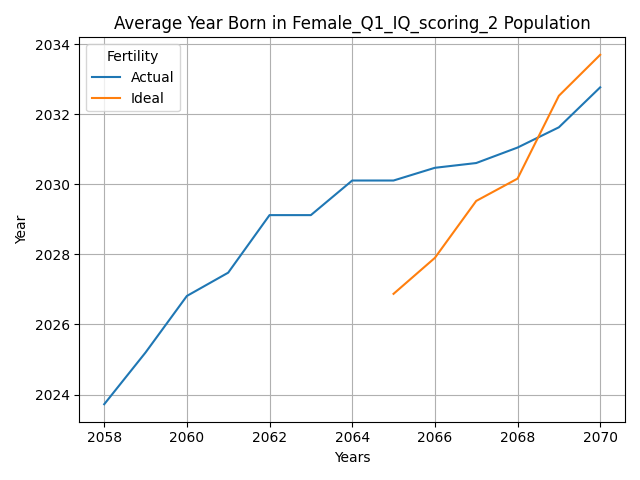 Average Year Born in Female_Q1_IQ_scoring_2 Population
Fertility
Actual
Ideal
2034
2032
2030
2028
2026
2024
Year
2058 2060 2062 2064 2066 2068 2070
Years